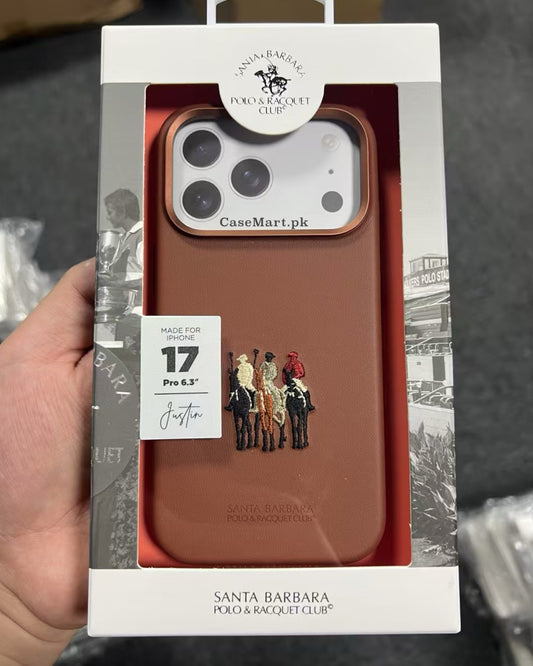 SANTA BARBARA
POLO & RACQUET
CLUB©
CaseMart.pk
MADE FOR
IPHONE
17
Pro 6.3"
Justin
SANTA BARBARA
POLO & RACQUET CLUB©
SANTA BARBARA
POLO & RACQUET CLUB©